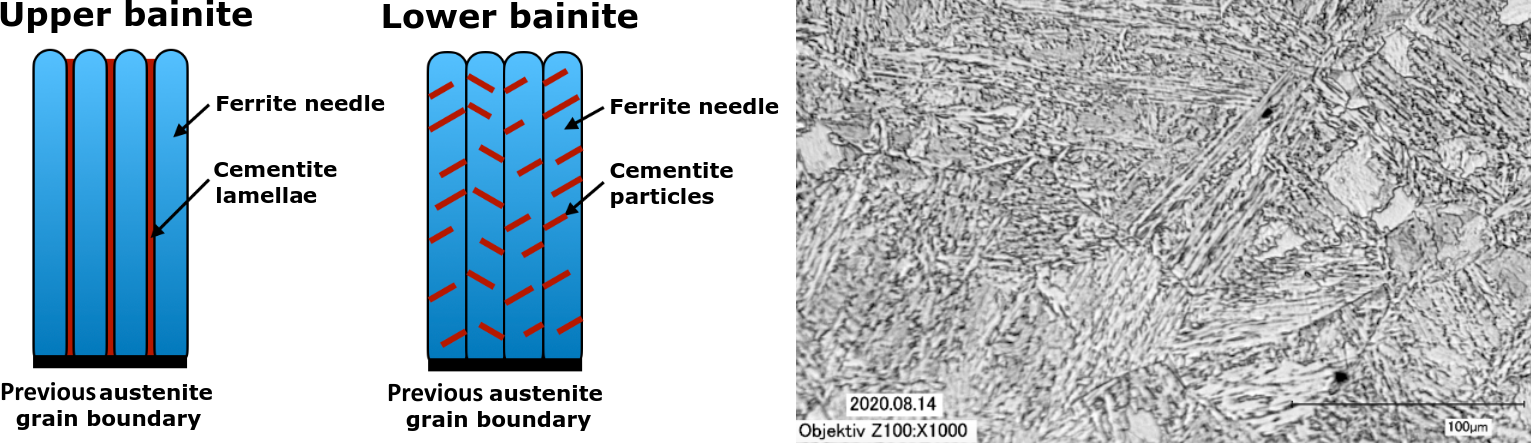 Upper bainite
Ferrite needle
Cementite
lamellae
Previous austenite
grain boundary
Lower bainite
Ferrite needle
Cementite
particles
Previous austenite
grain boundary
2020.08.14
Objektiv Z100:X1000
100μm